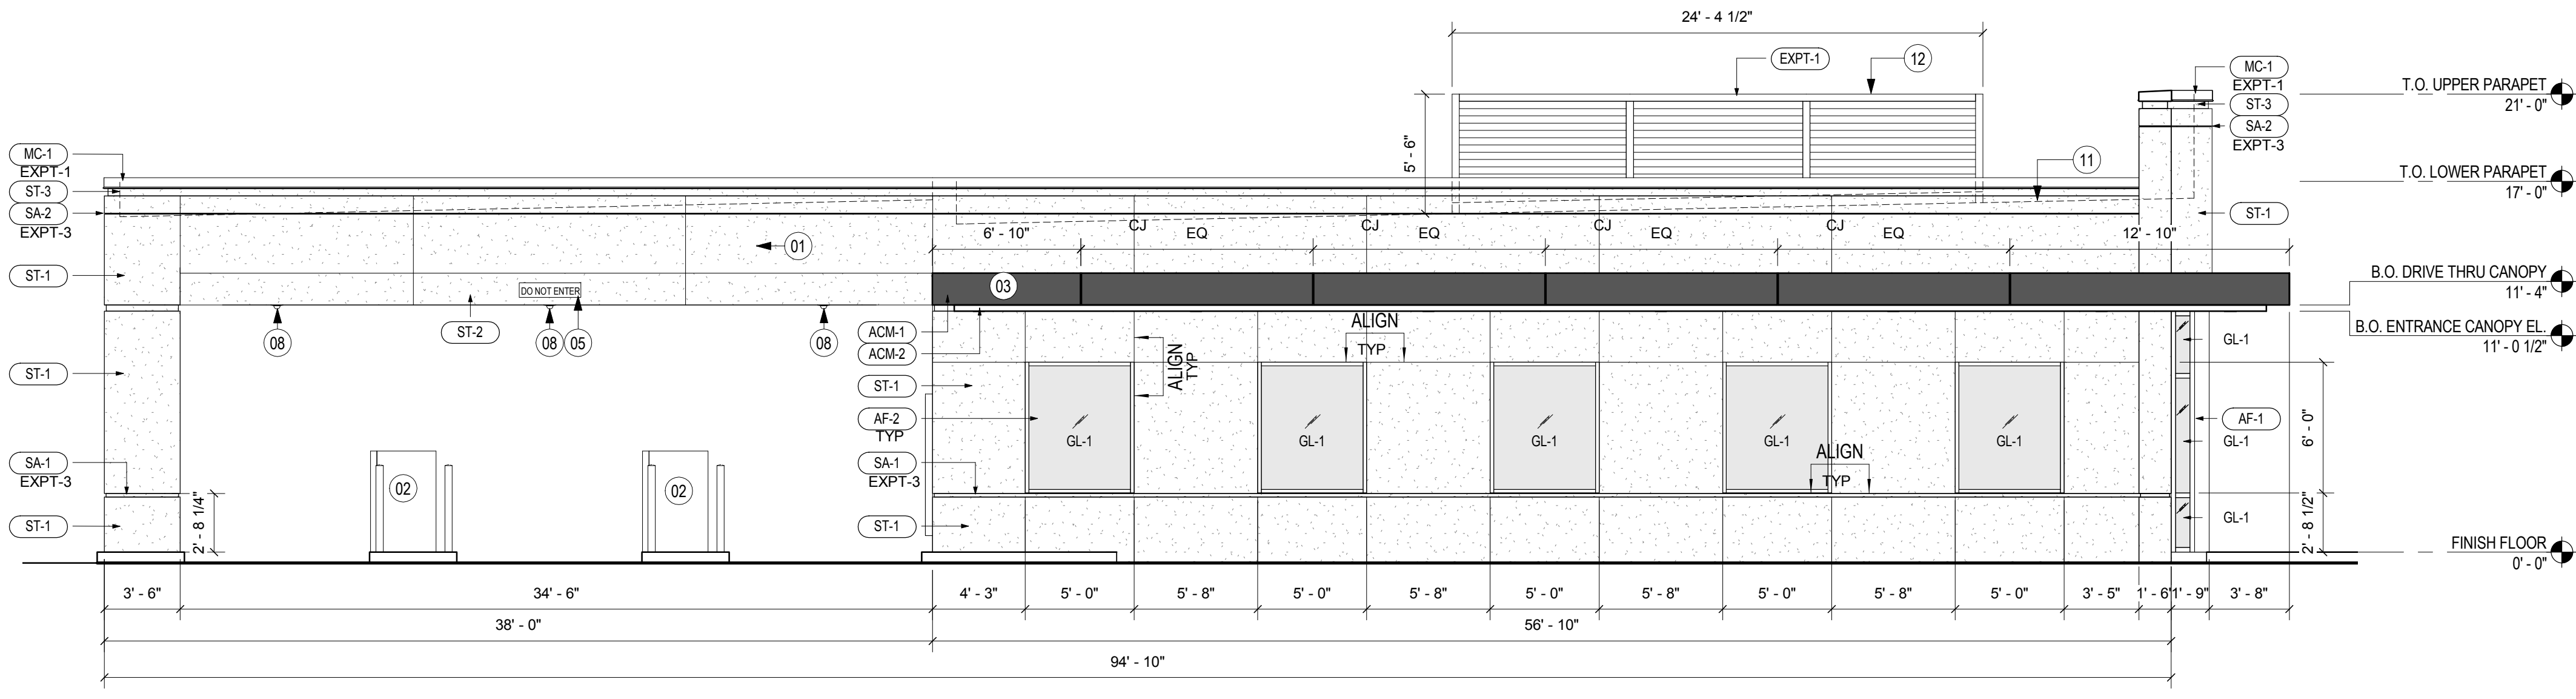 24' - 4 1/2"
EXPT-1
12
MC-1
EXPT-1
ST-3
SA-2
EXPT-3
T.O. UPPER PARAPET
21' - 0"
5' - 6"
MC-1
EXPT-1
ST-3
SA-2
EXPT-3
11
T.O. LOWER PARAPET
17' - 0"
ST-1
01
6' - 10"
CJ
EQ
CJ
EQ
CJ
EQ
CJ
EQ
12' - 10"
ST-1
03
DO NOT ENTER
B.O. DRIVE THRU CANOPY
11' - 4"
08
ST-2
08
05
08
ACM-1
ACM-2
ALIGN
TYP
ALIGN
TYP
GL-1
B.O. ENTRANCE CANOPY EL.
11' - 0 1/2"
ST-1
ST-1
AF-2
TYP
GL-1
GL-1
GL-1
GL-1
GL-1
AF-1
GL-1
6' - 0"
SA-1
EXPT-3
02
02
SA-1
EXPT-3
ALIGN
TYP
ST-1
2' - 8 1/4"
ST-1
GL-1
2' - 8 1/2"
FINISH FLOOR
0' - 0"
3' - 6"
34' - 6"
4' - 3"
5' - 0"
5' - 8"
5' - 0"
5' - 8"
5' - 0"
5' - 8"
5' - 0"
5' - 8"
5' - 0"
3' - 5"
1' - 6"
1' - 9"
3' - 8"
38' - 0"
56' - 10"
94' - 10"